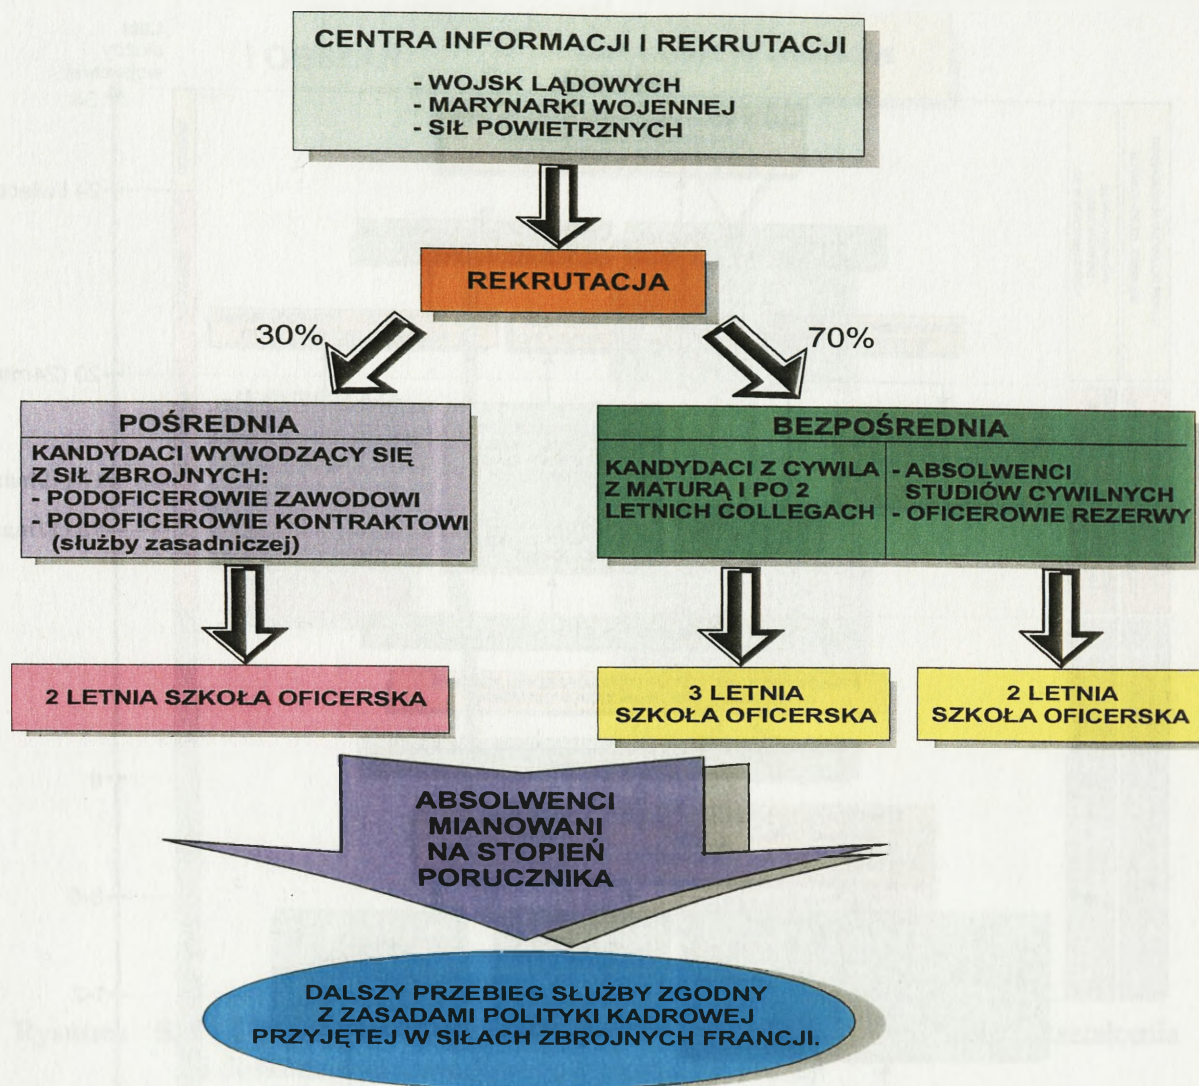 CENTRA INFORMACJI I REKRUTACJI
- WOJSK LĄDOWYCH
- MARYNARKI WOJENNEJ
- SIŁ POWIETRZNYCH
REKRUTACJA
30%
70%
POŚREDNIA
KANDYDACI WYWODZĄCY SIĘ
Z SIŁ ZBROJNYCH:
- PODOFICEROWIE ZAWODOWI
- PODOFICEROWIE KONTRAKTOWI
(służby zasadniczej)
BEZPOŚREDNIA
KANDYDACI Z CYWILA
Z MATURĄ I PO 2
LETNICH COLLEGACH
- ABSOLWENCI
STUDIÓW CYWILNYCH
- OFICEROWIE REZERWY
2 LETNIA SZKOŁA OFICERSKA
3 LETNIA
SZKOŁA OFICERSKA
2 LETNIA
SZKOŁA OFICERSKA
ABSOLWENCI
MIANOWANI
NA STOPIEŃ
PORUCZNIKA
DALSZY PRZEBIEG SŁUŻBY ZGODNY
Z ZASADAMI POLITYKI KADROWEJ
PRZYJĘTEJ W SIŁACH ZBROJNYCH FRANCJI.